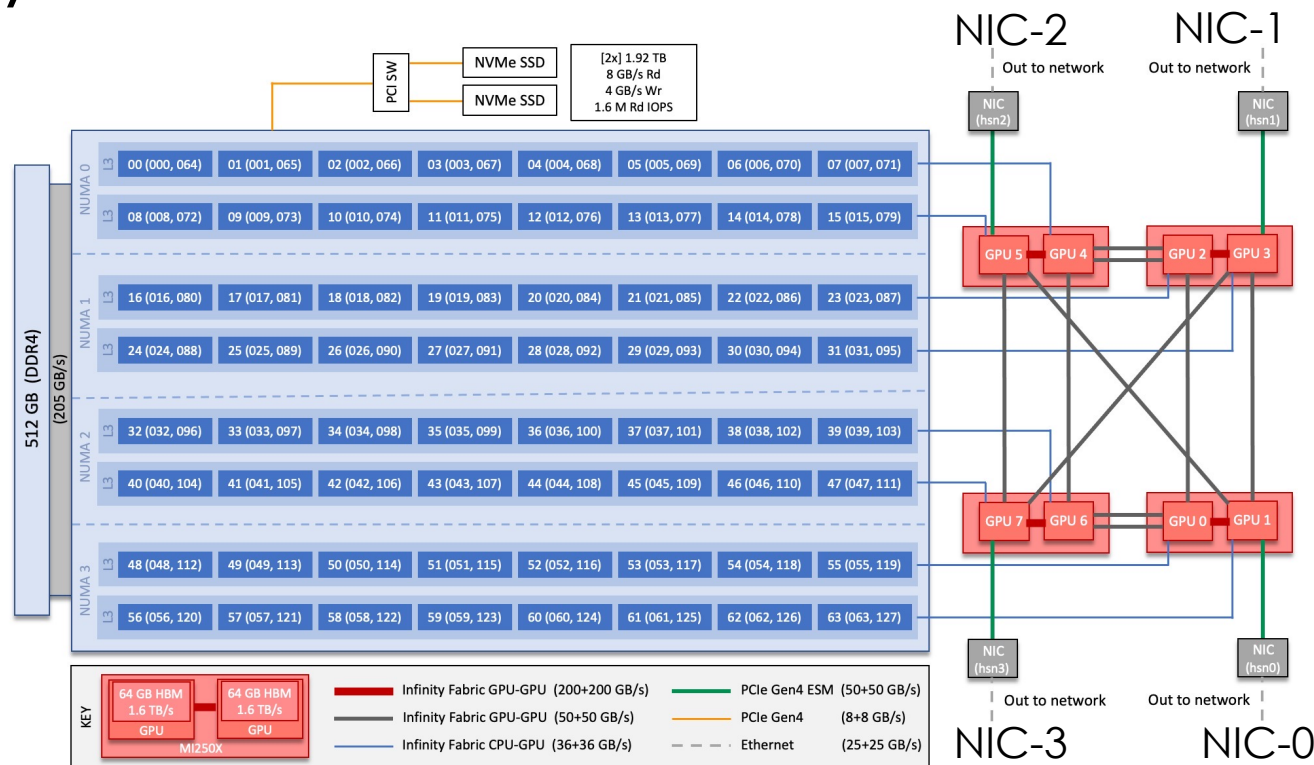 NIC-2
NIC-1
Out to network
Out to network
PCI SW
NVMe SSD
NVMe SSD
[2x] 1.92 TB
8 GB/s Rd
4 GB/s Wr
1.6 M Rd IOPS
NIC
(hsn2)
NIC
(hsn1)
512 GB (DDR4)
(205 GB/s)
NUMA 0
L3
00 (000, 064) 01 (001, 065) 02 (002, 066) 03 (003, 067) 04 (004, 068) 05 (005, 069) 06 (006, 070) 07 (007, 071)
L3
08 (008, 072) 09 (009, 073) 10 (010, 074) 11 (011, 075) 12 (012, 076) 13 (013, 077) 14 (014, 078) 15 (015, 079)
NUMA 1
L3
16 (016, 080) 17 (017, 081) 18 (018, 082) 19 (019, 083) 20 (020, 084) 21 (021, 085) 22 (022, 086) 23 (023, 087)
L3
24 (024, 088) 25 (025, 089) 26 (026, 090) 27 (027, 091) 28 (028, 092) 29 (029, 093) 30 (030, 094) 31 (031, 095)
NUMA 2
L3
32 (032, 096) 33 (033, 097) 34 (034, 098) 35 (035, 099) 36 (036, 100) 37 (037, 101) 38 (038, 102) 39 (039, 103)
L3
40 (040, 104) 41 (041, 105) 42 (042, 106) 43 (043, 107) 44 (044, 108) 45 (045, 109) 46 (046, 110) 47 (047, 111)
NUMA 3
L3
48 (048, 112) 49 (049, 113) 50 (050, 114) 51 (051, 115) 52 (052, 116) 53 (053, 117) 54 (054, 118) 55 (055, 119)
L3
56 (056, 120) 57 (057, 121) 58 (058, 122) 59 (059, 123) 60 (060, 124) 61 (061, 125) 62 (062, 126) 63 (063, 127)
GPU 5 GPU 4 GPU 2 GPU 3
GPU 7 GPU 6 GPU 0 GPU 1
NIC
(hsn3)
NIC
(hsn0)
Out to network
Out to network
NIC-3
NIC-0
KEY
64 GB HBM
1.6 TB/s
GPU
64 GB HBM
1.6 TB/s
GPU
MI250X
Infinity Fabric GPU-GPU (200+200 GB/s)
Infinity Fabric GPU-GPU (50+50 GB/s)
Infinity Fabric CPU-GPU (36+36 GB/s)
PCIe Gen4 ESM (50+50 GB/s)
PCIe Gen4 (8+8 GB/s)
Ethernet (25+25 GB/s)